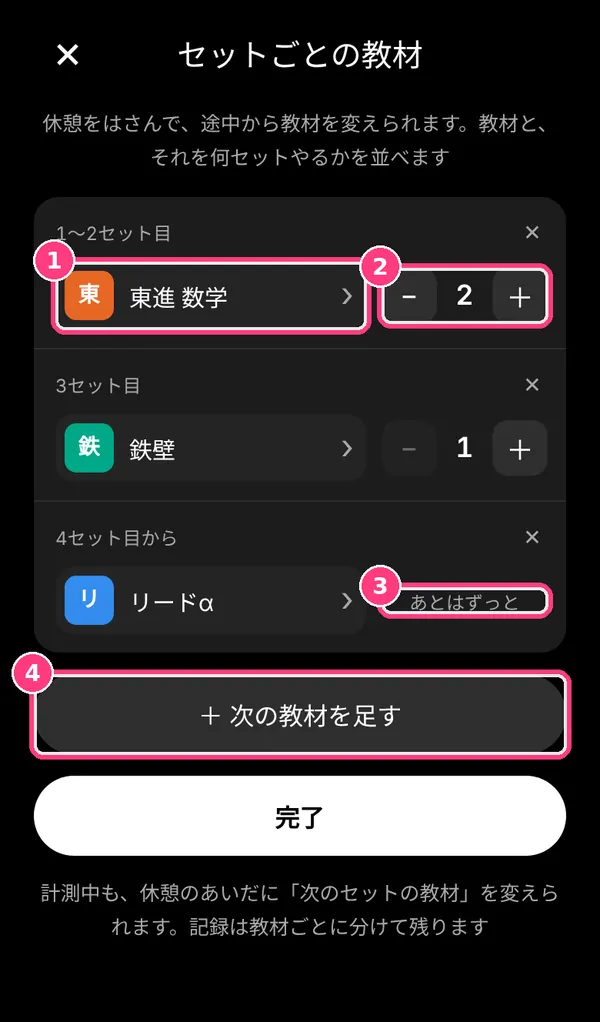 × セットごとの教材
休憩をはさんで、途中から教材を変えられます。教材と、
それを何セットやるかを並べます
1〜2セット目 ×
1 2
東 東進 数学 › − 2 +
3セット目 ×
鉄 鉄壁 › − 1 +
4セット目から ×
3
リ リードα › あとはずっと
4
+ 次の教材を足す
完了
計測中も、休憩のあいだに「次のセットの教材」を変えら
れます。記録は教材ごとに分けて残ります